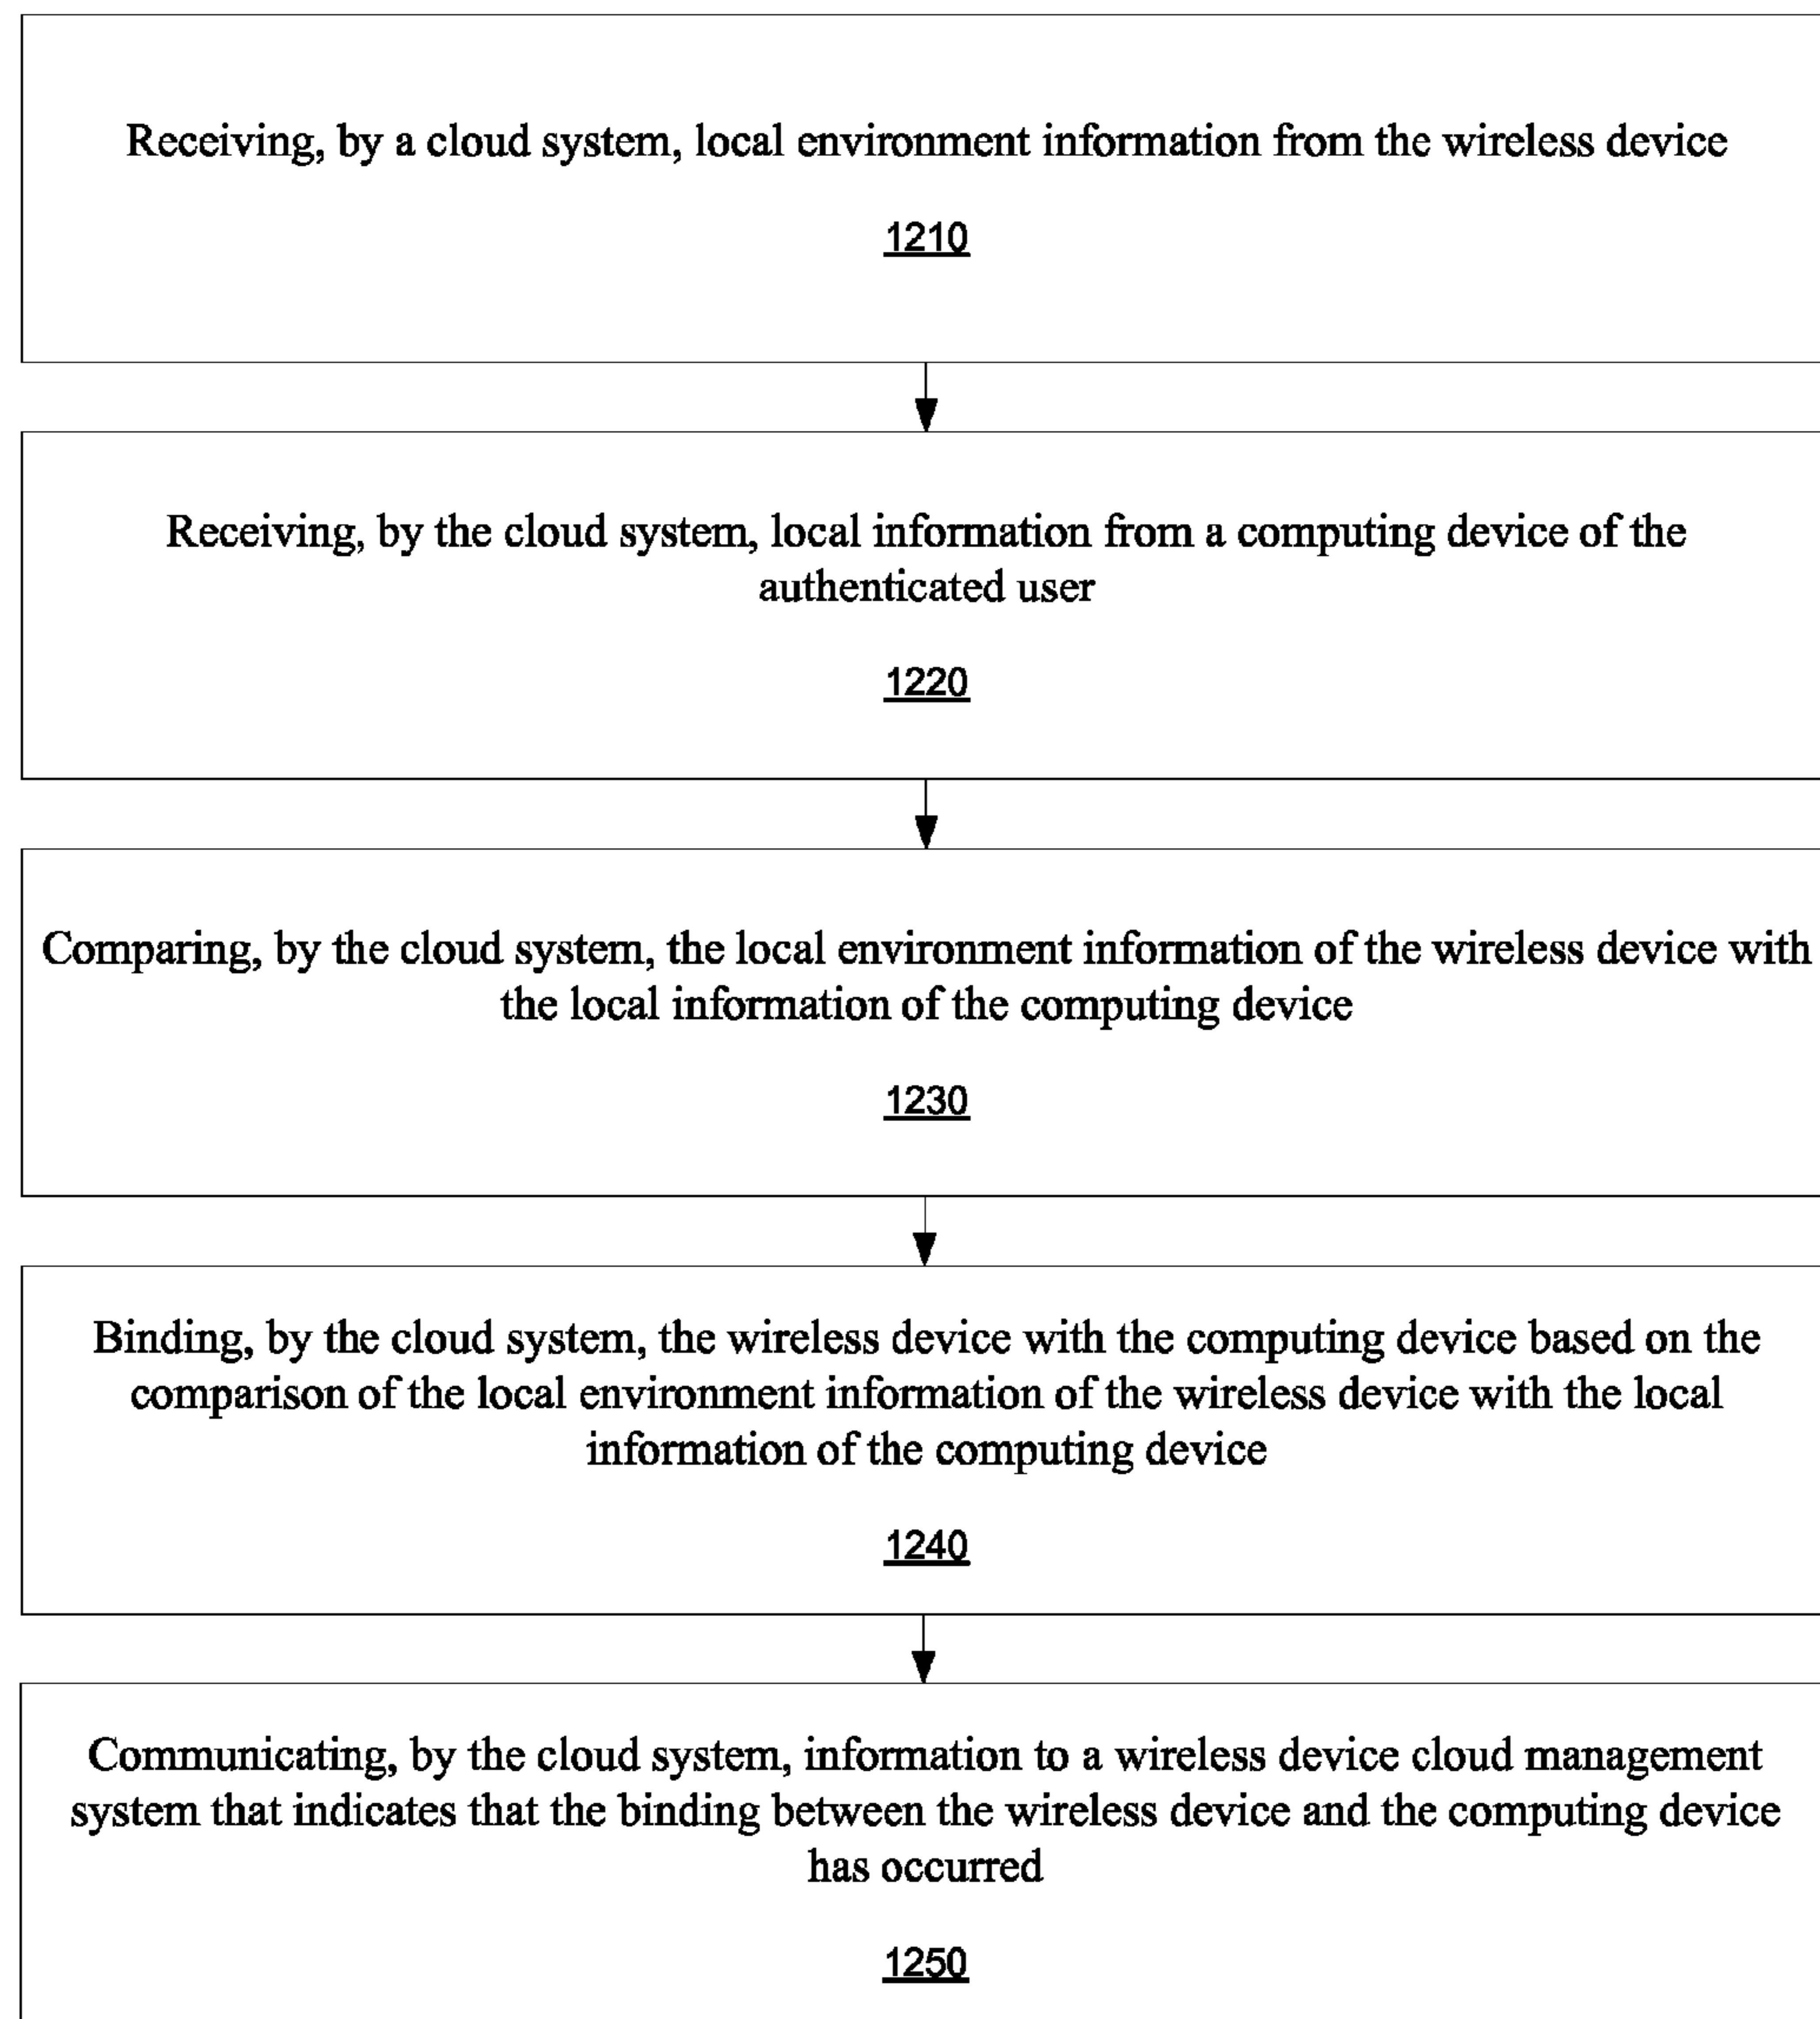 Receiving, by a cloud system, local environment information from the wireless device
1210
Receiving, by the cloud system, local information from a computing device of the
authenticated user
1220
Comparing, by the cloud system, the local environment information of the wireless device with
the local information of the computing device
1230
Binding, by the cloud system, the wireless device with the computing device based on the
comparison of the local environment information of the wireless device with the local
information of the computing device
1240
Communicating, by the cloud system, information to a wireless device cloud management
system that indicates that the binding between the wireless device and the computing device
has occurred
1250